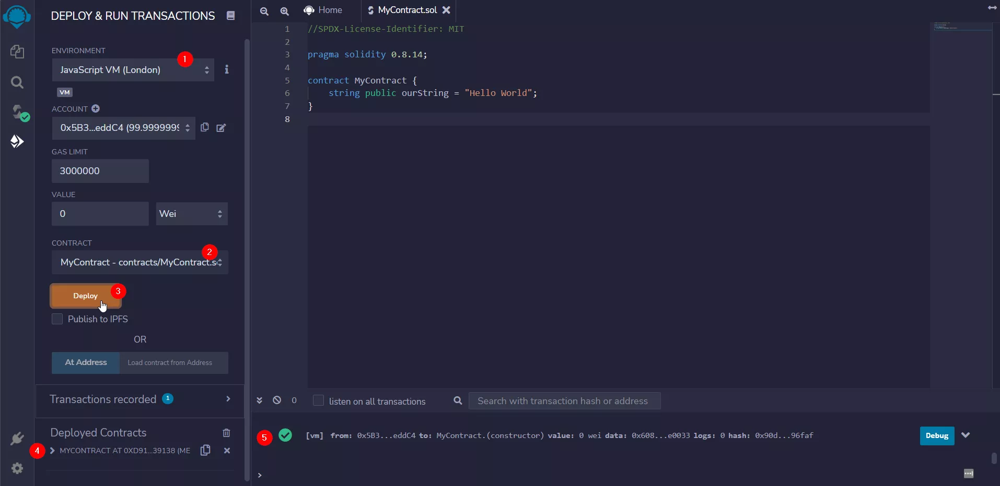 DEPLOY & RUN TRANSACTIONS
ENVIRONMENT
1
JavaScript VM (London)
VM
ACCOUNT
0x5B3...eddC4 (99.9999999
GAS LIMIT
3000000
VALUE
0
Wei
CONTRACT
2
MyContract - contracts/MyContract.s
Deploy
3
Publish to IPFS
OR
At Address
Load contract from Address
Transactions recorded 1
Deployed Contracts
4
MYCONTRACT AT 0XD91...39138 (ME
Home
MyContract.sol
1 //SPDX-License-Identifier: MIT
2
3 pragma solidity 0.8.14;
4
5 contract MyContract {
6 string public ourString = "Hello World";
7 }
8
0
listen on all transactions
Search with transaction hash or address
5
[vm] from: 0x5B3...eddC4 to: MyContract.(constructor) value: 0 wei data: 0x608...e0033 logs: 0 hash: 0x90d...96faf
Debug
>